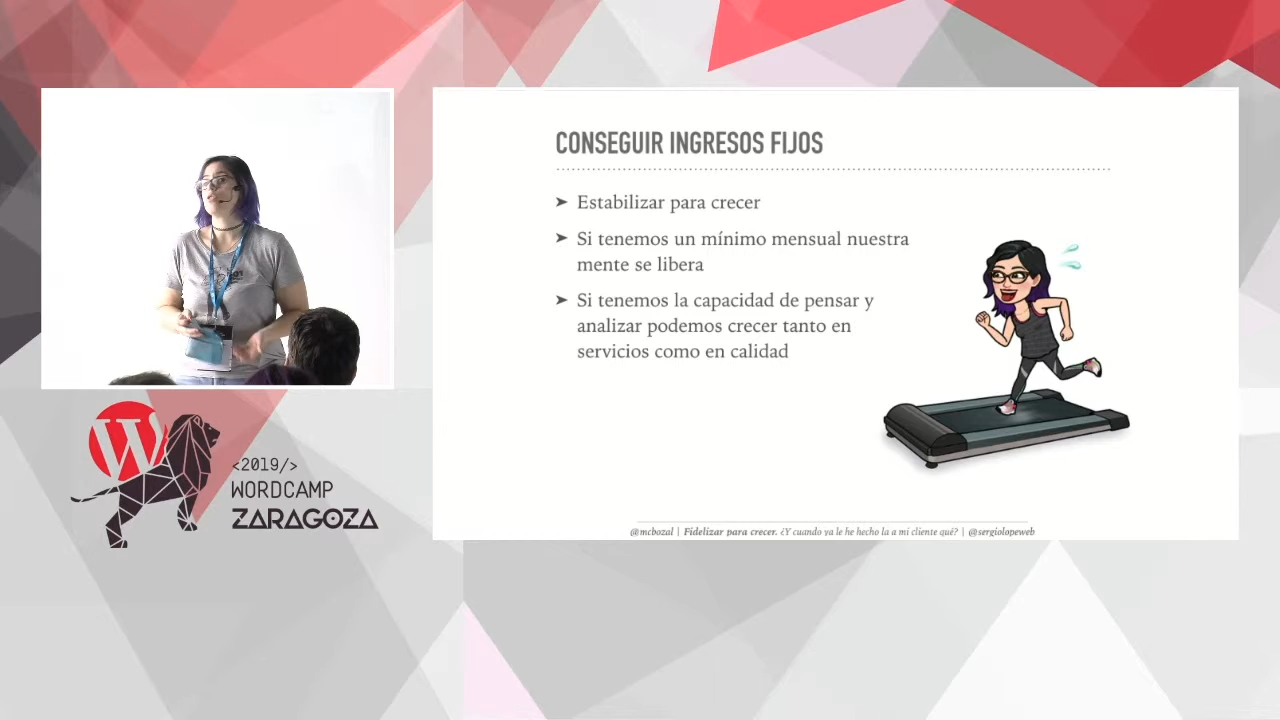 CONSEGUIR INGRESOS FIJOS
➤ Estabilizar para crecer
➤ Si tenemos un mínimo mensual nuestra
mente se libera
➤ Si tenemos la capacidad de pensar y
analizar podemos crecer tanto en
servicios como en calidad
@mcbozal | Fidelizar para crecer. ¿Y cuando ya le he hecho la a mi cliente qué? | @sergiolopeweb
W
<2019/>
WORDCAMP
ZARAGOZA